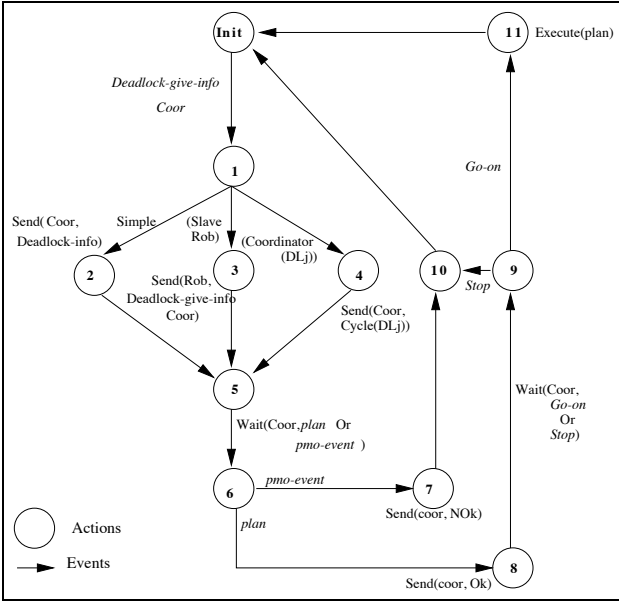 Init
11
Execute(plan)
Deadlock-give-info
Coor
Go-on
1
Send( Coor,
Deadlock-info)
Simple
(Slave
Rob)
(Coordinator
(DLj))
2
3
4
10
9
Stop
Send(Rob,
Deadlock-give-info
Coor)
Send(Coor,
Cycle(DLj))
5
Wait(Coor,
Go-on
Or
Stop)
Wait(Coor,plan Or
pmo-event )
6
pmo-event
7
Send(coor, NOk)
plan
Actions
Events
8
Send(coor, Ok)